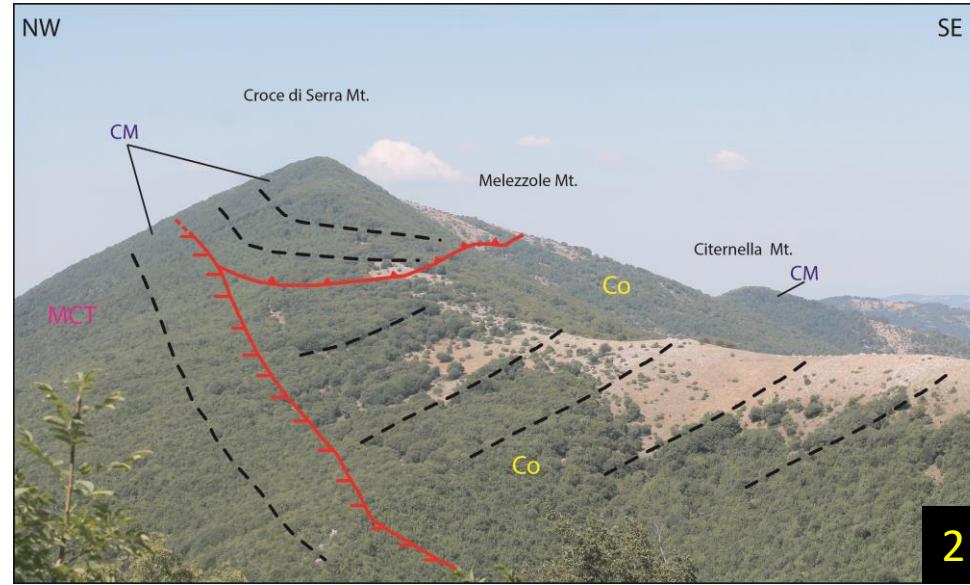 NW
SE
Croce di Serra Mt.
CM
Melezzole Mt.
Citernella Mt.
CM
Co
MCT
Co
2